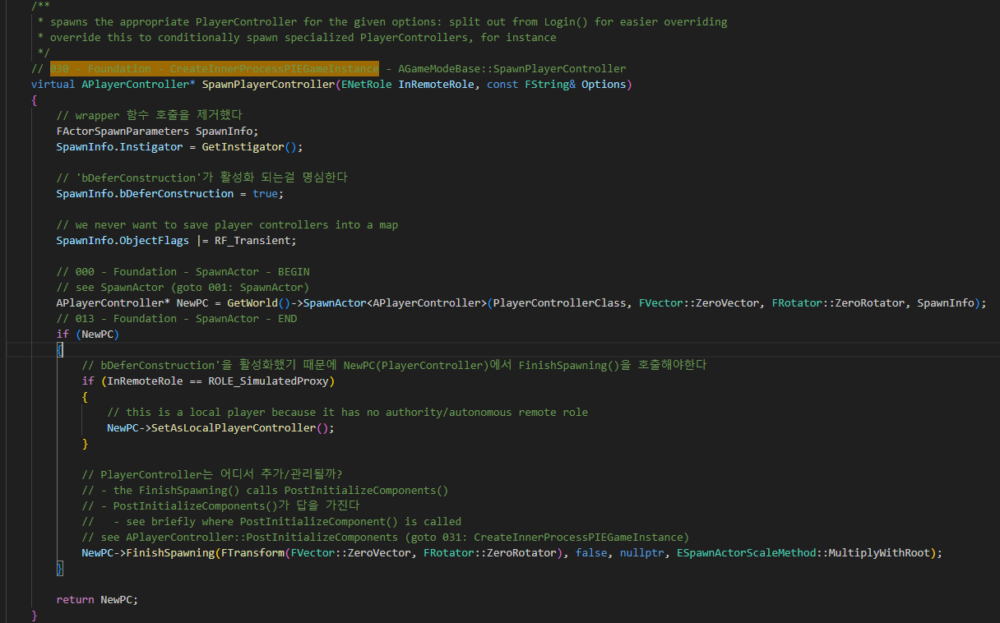 /**
* spawns the appropriate PlayerController for the given options: split out from Login() for easier overriding
* override this to conditionally spawn specialized PlayerControllers, for instance
*/
// 030 - Foundation - CreateInnerProcessPIEGameInstance - AGameModeBase::SpawnPlayerController
virtual APlayerController* SpawnPlayerController(ENetRole InRemoteRole, const FString& Options)
{
// wrapper 함수 호출을 제거했다
FActorSpawnParameters SpawnInfo;
SpawnInfo.Instigator = GetInstigator();
// 'bDeferConstruction'가 활성화 되는걸 명심한다
SpawnInfo.bDeferConstruction = true;
// we never want to save player controllers into a map
SpawnInfo.ObjectFlags |= RF_Transient;
// 000 - Foundation - SpawnActor - BEGIN
// see SpawnActor (goto 001: SpawnActor)
APlayerController* NewPC = GetWorld()->SpawnActor<APlayerController>(PlayerControllerClass, FVector::ZeroVector, FRotator::ZeroRotator, SpawnInfo);
// 013 - Foundation - SpawnActor - END
if (NewPC)
{
// bDeferConstruction'을 활성화했기 때문에 NewPC(PlayerController)에서 FinishSpawning()을 호출해야한다
if (InRemoteRole == ROLE_SimulatedProxy)
{
// this is a local player because it has no authority/autonomous remote role
NewPC->SetAsLocalPlayerController();
}
// PlayerController는 어디서 추가/관리될까?
// - the FinishSpawning() calls PostInitializeComponents()
// - PostInitializeComponents()가 답을 가진다
//   - see briefly where PostInitializeComponent() is called
// see APlayerController::PostInitializeComponents (goto 031: CreateInnerProcessPIEGameInstance)
NewPC->FinishSpawning(FTransform(FVector::ZeroVector, FRotator::ZeroRotator), false, nullptr, ESpawnActorScaleMethod::MultiplyWithRoot);
}
return NewPC;
}